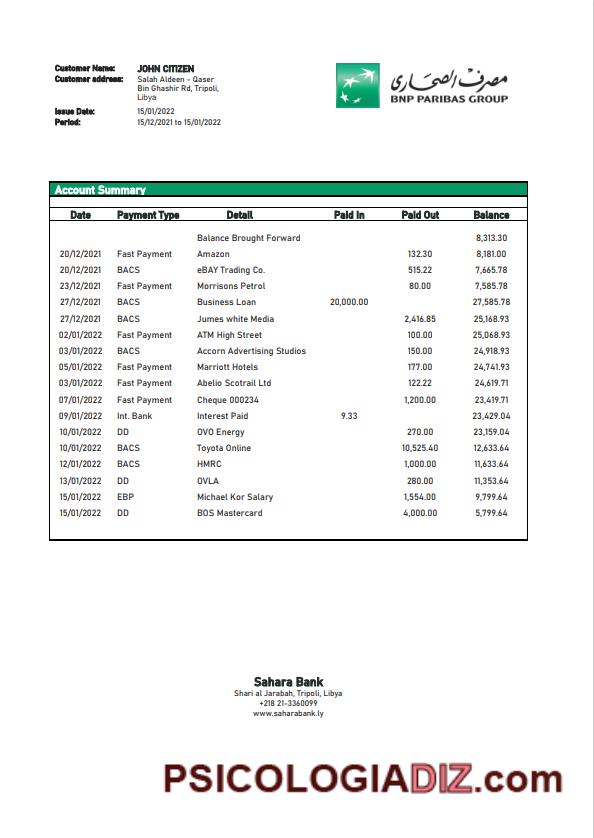 Customer Name: JOHN CITIZEN
Customer address: Salah Aldeen - Qaser
Bin Ghashir Rd, Tripoli,
Libya
Issue Date: 15/01/2022
Period: 15/12/2021 to 15/01/2022
مصرف الصحاري
BNP PARIBAS GROUP
Account Summary
Date Payment Type Detail Paid In Paid Out Balance
Balance Brought Forward 8,313.30
20/12/2021 Fast Payment Amazon 132.30 8,181.00
20/12/2021 BACS eBAY Trading Co. 515.22 7,665.78
23/12/2021 Fast Payment Morrisons Petrol 80.00 7,585.78
27/12/2021 BACS Business Loan 20,000.00 27,585.78
27/12/2021 BACS Jumes white Media 2,416.85 25,168.93
02/01/2022 Fast Payment ATM High Street 100.00 25,068.93
03/01/2022 BACS Accorn Advertising Studios 150.00 24,918.93
05/01/2022 Fast Payment Marriott Hotels 177.00 24,741.93
03/01/2022 Fast Payment Abelio Scotrail Ltd 122.22 24,619.71
07/01/2022 Fast Payment Cheque 000234 1,200.00 23,419.71
09/01/2022 Int. Bank Interest Paid 9.33 23,429.04
10/01/2022 DD OVO Energy 270.00 23,159.04
10/01/2022 BACS Toyota Online 10,525.40 12,633.64
12/01/2022 BACS HMRC 1,000.00 11,633.64
13/01/2022 DD OVLA 280.00 11,353.64
15/01/2022 EBP Michael Kor Salary 1,554.00 9,799.64
15/01/2022 DD BOS Mastercard 4,000.00 5,799.64
Sahara Bank
Shari al Jarabah, Tripoli, Libya
+218 21-3360099
www.saharabank.ly
PSICOLOGIADIZ.com